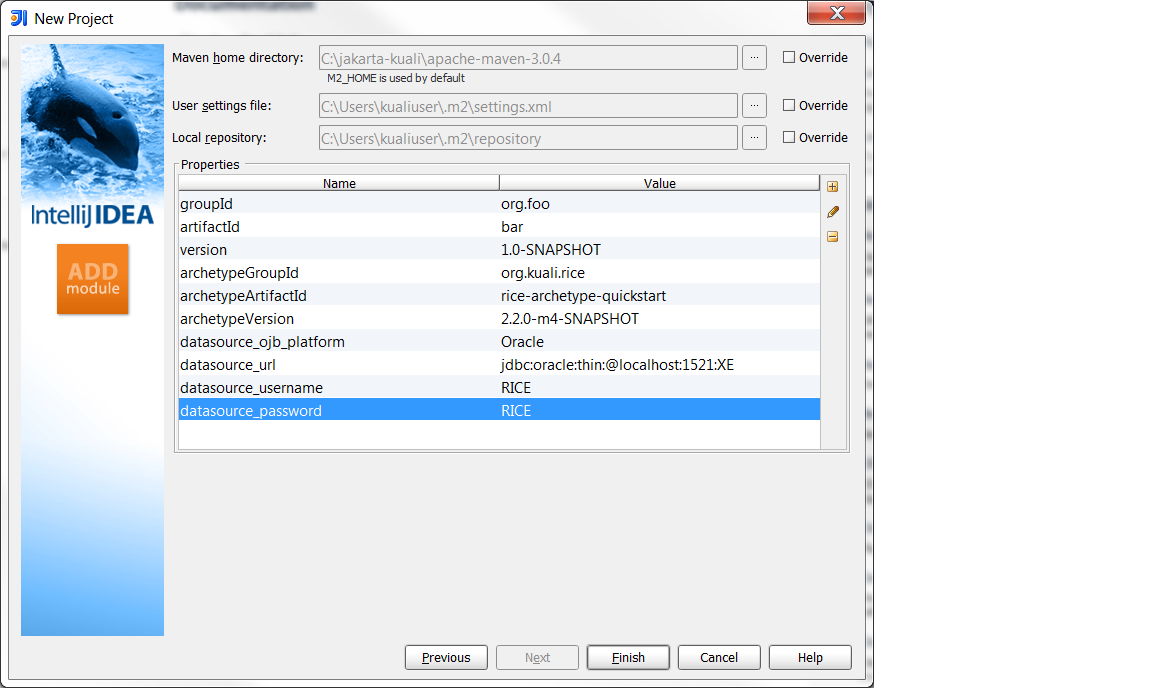 Documentation
New Project
Maven home directory: C:\jakarta-kuali\apache-maven-3.0.4 ... Override
M2_HOME is used by default
User settings file: C:\Users\kualiuser\.m2\settings.xml ... Override
Local repository: C:\Users\kualiuser\.m2\repository ... Override
Properties
Name Value
groupId org.foo
artifactId bar
version 1.0-SNAPSHOT
archetypeGroupId org.kuali.rice
archetypeArtifactId rice-archetype-quickstart
archetypeVersion 2.2.0-m4-SNAPSHOT
datasource_ojb_platform Oracle
datasource_url jdbc:oracle:thin:@localhost:1521:XE
datasource_username RICE
datasource_password RICE
IntelliJ IDEA
ADD
module
Previous Next Finish Cancel Help